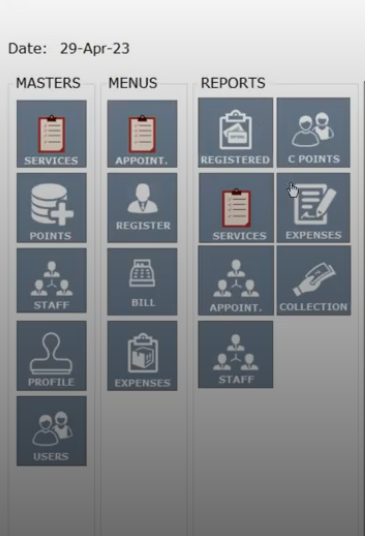 Date: 29-Apr-23
MASTERS
SERVICES
POINTS
STAFF
PROFILE
USERS
MENUS
APPOINT.
REGISTER
BILL
EXPENSES
REPORTS
REGISTERED
C POINTS
SERVICES
EXPENSES
APPOINT.
COLLECTION
STAFF